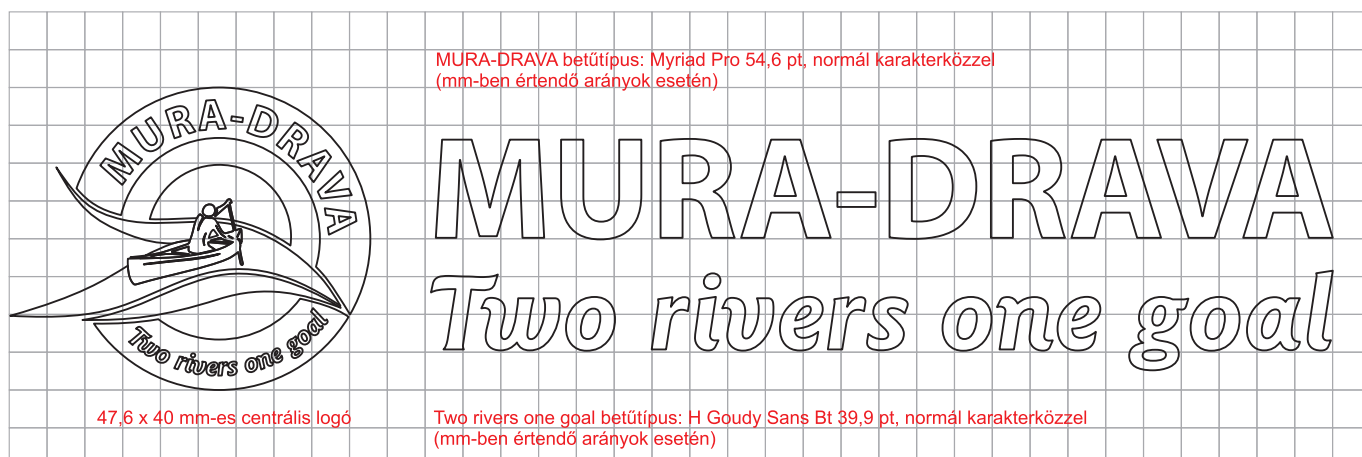 MURA-DRAVA betűtípus: Myriad Pro 54,6 pt, normál karakterközzel
(mm-ben értendő arányok esetén)
MURA-DRAVA
Two rivers one goal
MURA-DRAVA
Two rivers one goal
47,6 x 40 mm-es centrális logó
Two rivers one goal betűtípus: H Goudy Sans Bt 39,9 pt, normál karakterközzel
(mm-ben értendő arányok esetén)